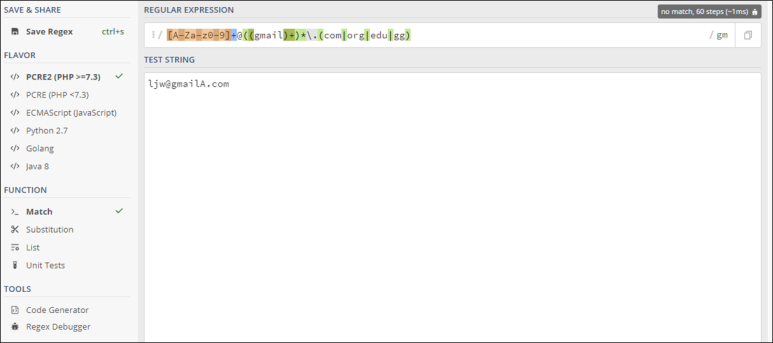 SAVE & SHARE
Save Regex ctrl+s
FLAVOR
</> PCRE2 (PHP >=7.3)
</> PCRE (PHP <7.3)
</> ECMAScript (JavaScript)
</> Python 2.7
</> Golang
</> Java 8
FUNCTION
Match
Substitution
List
Unit Tests
TOOLS
Code Generator
Regex Debugger
REGULAR EXPRESSION
no match, 60 steps (~1ms)
/ [A-Za-z0-9]+@((gmail)+)*\.(com|org|edu|gg) / gm
TEST STRING
ljw@gmailA.com